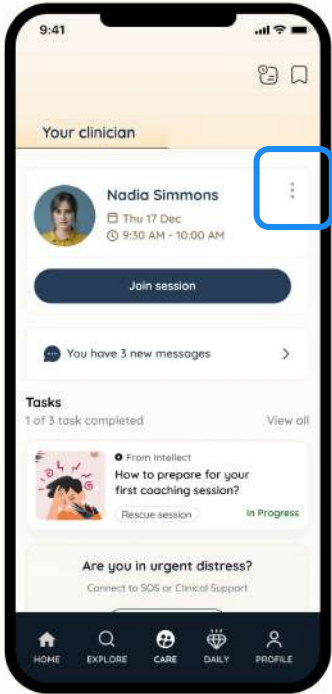 9:41
Your clinician
Nadia Simmons
Thu 17 Dec
9:30 AM - 10:00 AM
Join session
You have 3 new messages
Tasks
1 of 3 task completed
View all
From Intellect
How to prepare for your
first coaching session?
Rescue session
In Progress
Are you in urgent distress?
Connect to SOS or Clinical Support
HOME
EXPLORE
CARE
DAILY
PROFILE